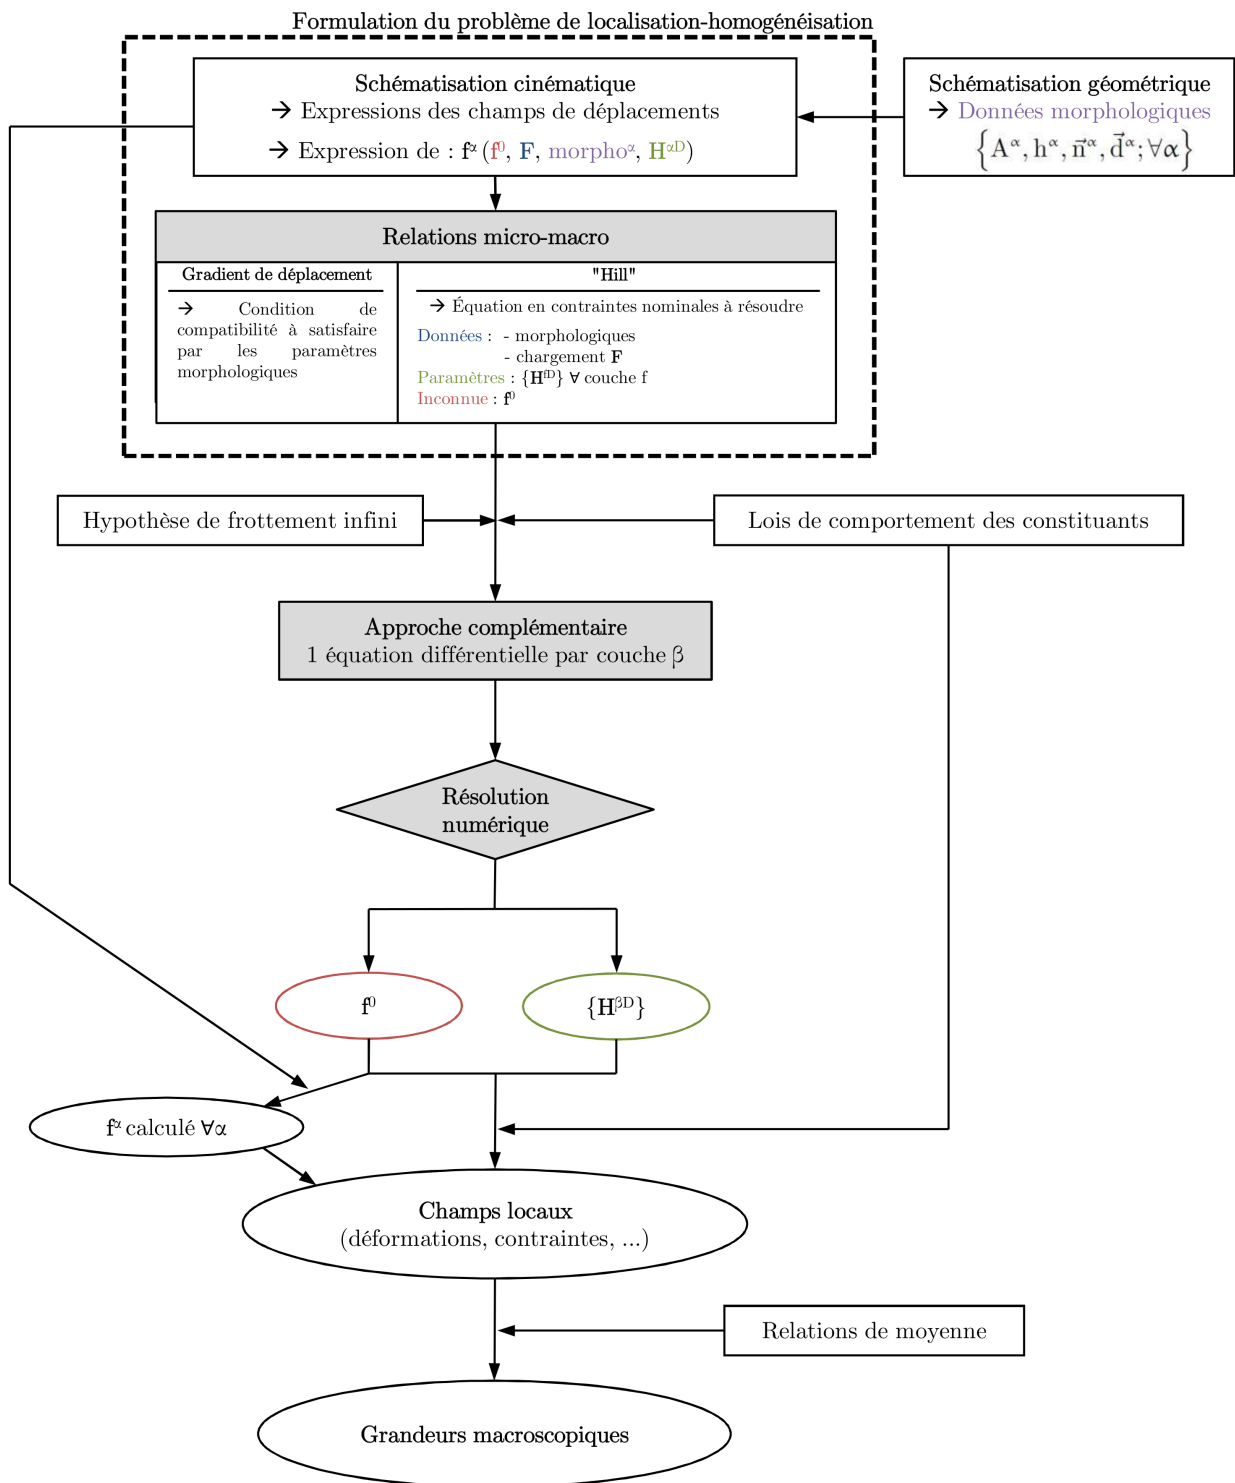 Formulation du problème de localisation-homogénéisation
Schématisation cinématique
→ Expressions des champs de déplacements
→ Expression de : f^α (f^0, F, morpho^α, H^αD)
Schématisation géométrique
→ Données morphologiques
{A^α, h^α, n⃗^α, d⃗^α; ∀α}
Relations micro-macro
Gradient de déplacement
→ Condition de
compatibilité à satisfaire
par les paramètres
morphologiques
"Hill"
→ Équation en contraintes nominales à résoudre
Données : - morphologiques
- chargement F
Paramètres : {H^fD} ∀ couche f
Inconnue : f^0
Hypothèse de frottement infini
Lois de comportement des constituants
Approche complémentaire
1 équation différentielle par couche β
Résolution
numérique
f^0
{H^βD}
f^α calculé ∀α
Champs locaux
(déformations, contraintes, ...)
Relations de moyenne
Grandeurs macroscopiques